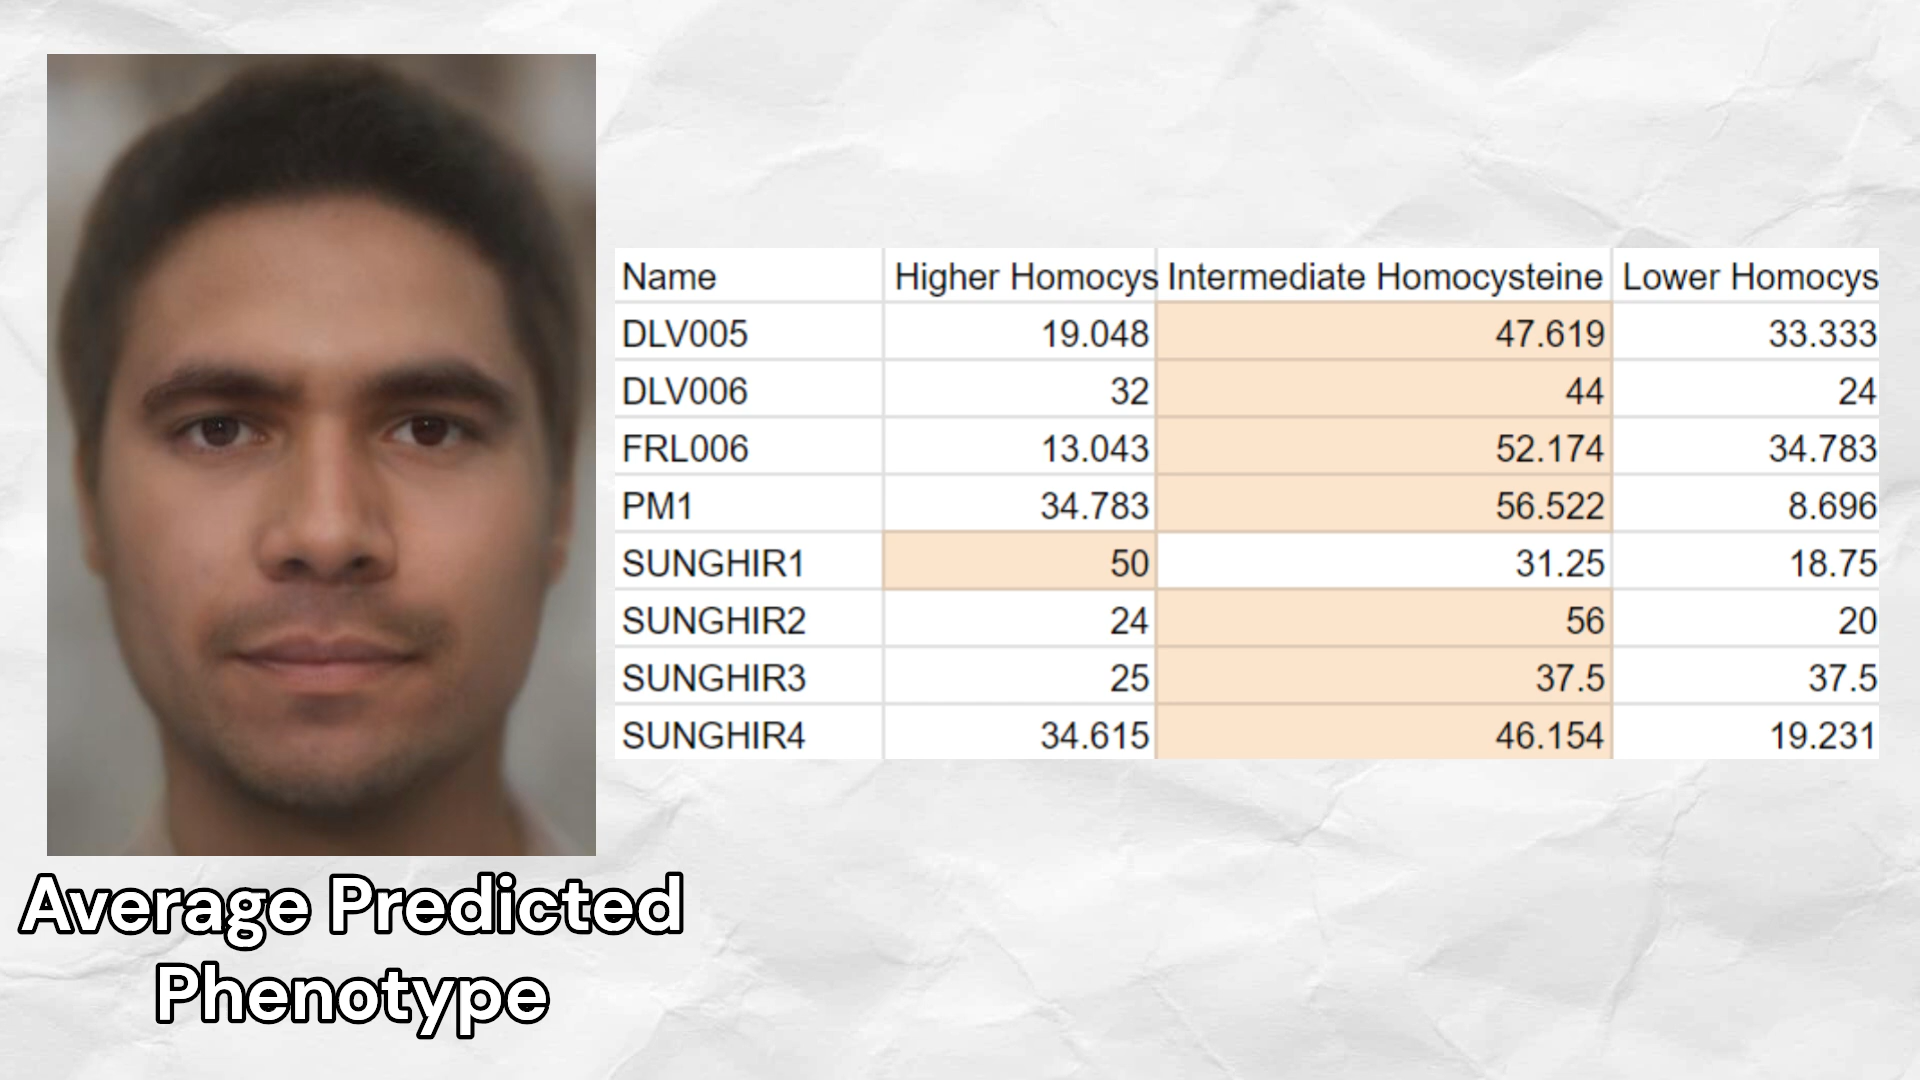 Name Higher Homocys Intermediate Homocysteine Lower Homocys
DLV005 19.048 47.619 33.333
DLV006 32 44 24
FRL006 13.043 52.174 34.783
PM1 34.783 56.522 8.696
SUNGHIR1 50 31.25 18.75
SUNGHIR2 24 56 20
SUNGHIR3 25 37.5 37.5
SUNGHIR4 34.615 46.154 19.231
Average Predicted
Phenotype